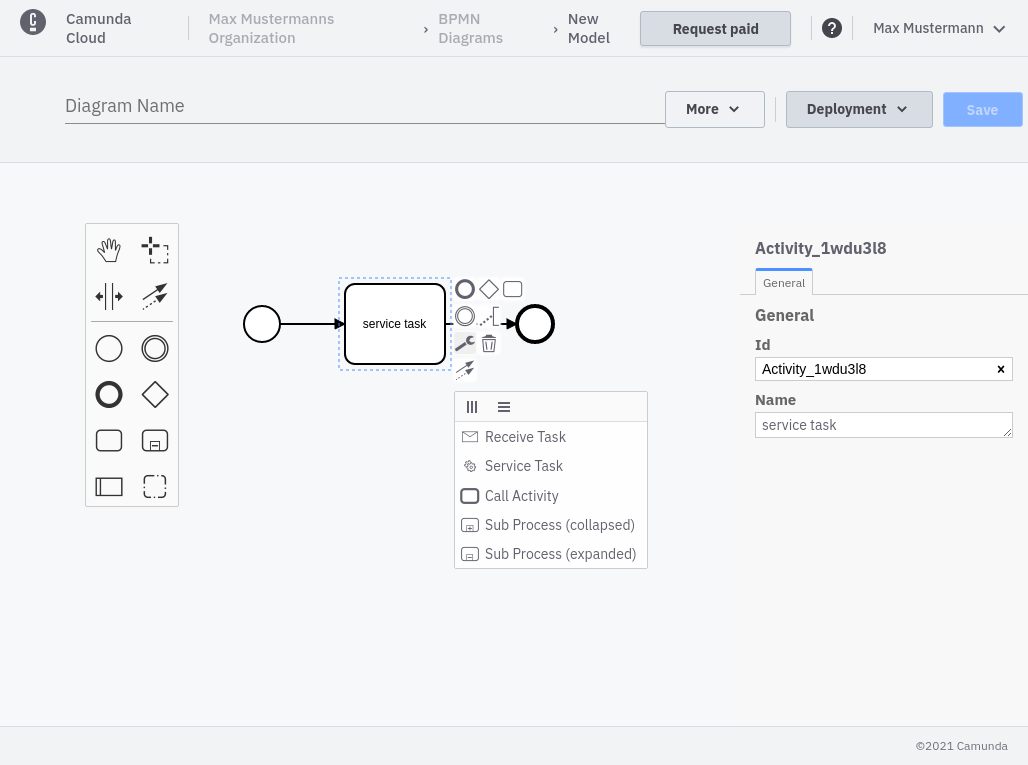 Camunda Cloud
Max Mustermanns Organization
BPMN Diagrams
New Model
Request paid
Max Mustermann
Diagram Name
More
Deployment
Save
service task
Receive Task
Service Task
Call Activity
Sub Process (collapsed)
Sub Process (expanded)
Activity_1wdu3l8
General
General
Id
Activity_1wdu3l8
Name
service task
©2021 Camunda